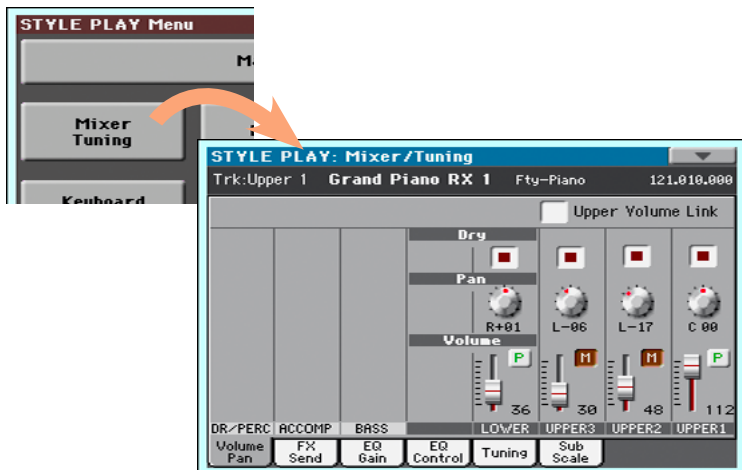 STYLE PLAY Menu
Mixer
Tuning
Keyboard
STYLE PLAY: Mixer/Tuning
Trk:Upper 1 Grand Piano RX 1 Fty-Piano 121.010.000
Upper Volume Link
Dry
Pan
R+01 L-06 L-17 C 00
Volume
P M M P
36 30 48 112
DR/PERC ACCOMP BASS LOWER UPPER3 UPPER2 UPPER1
Volume Pan FX Send EQ Gain EQ Control Tuning Sub Scale